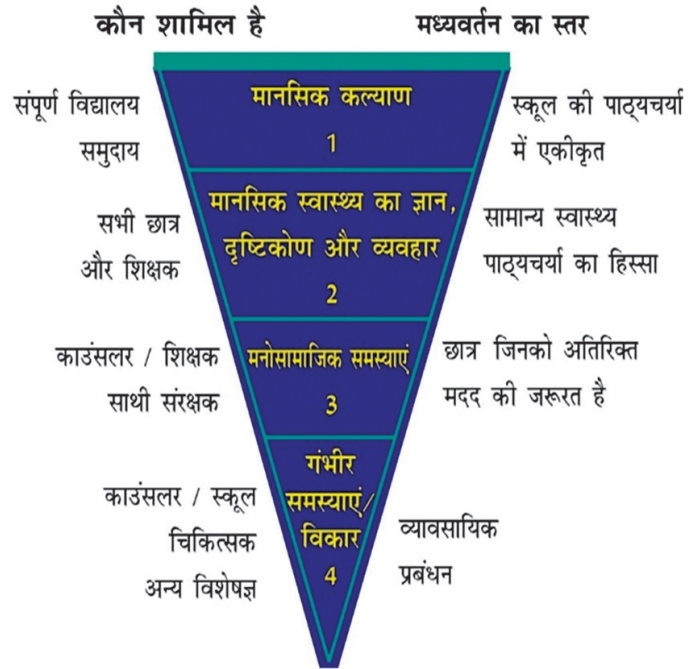 कौन शामिल है
मध्यवर्तन का स्तर
संपूर्ण विद्यालय
समुदाय
मानसिक कल्याण
1
स्कूल की पाठ्यचर्या
में एकीकृत
सभी छात्र
और शिक्षक
मानसिक स्वास्थ्य का ज्ञान,
दृष्टिकोण और व्यवहार
2
सामान्य स्वास्थ्य
पाठ्यचर्या का हिस्सा
काउंसलर / शिक्षक
साथी संरक्षक
मनोसामाजिक समस्याएं
3
छात्र जिनको अतिरिक्त
मदद की जरूरत है
काउंसलर / स्कूल
चिकित्सक
अन्य विशेषज्ञ
गंभीर
समस्याएं/
विकार
4
व्यावसायिक
प्रबंधन